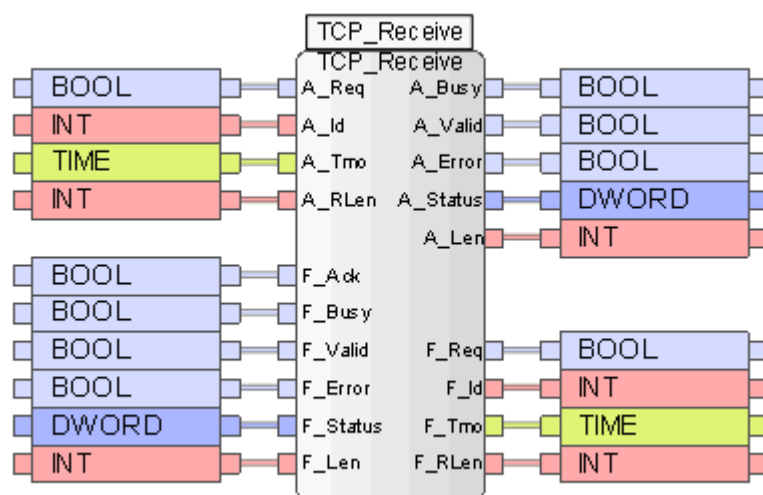 TCP_Receive
TCP_Receive
BOOL A_Req A_Busy BOOL
INT A_Id A_Valid BOOL
TIME A_Tmo A_Error BOOL
INT A_RLen A_Status DWORD
A_Len INT
BOOL F_Ack
BOOL F_Busy
BOOL F_Valid F_Req BOOL
BOOL F_Error F_Id INT
DWORD F_Status F_Tmo TIME
INT F_Len F_RLen INT